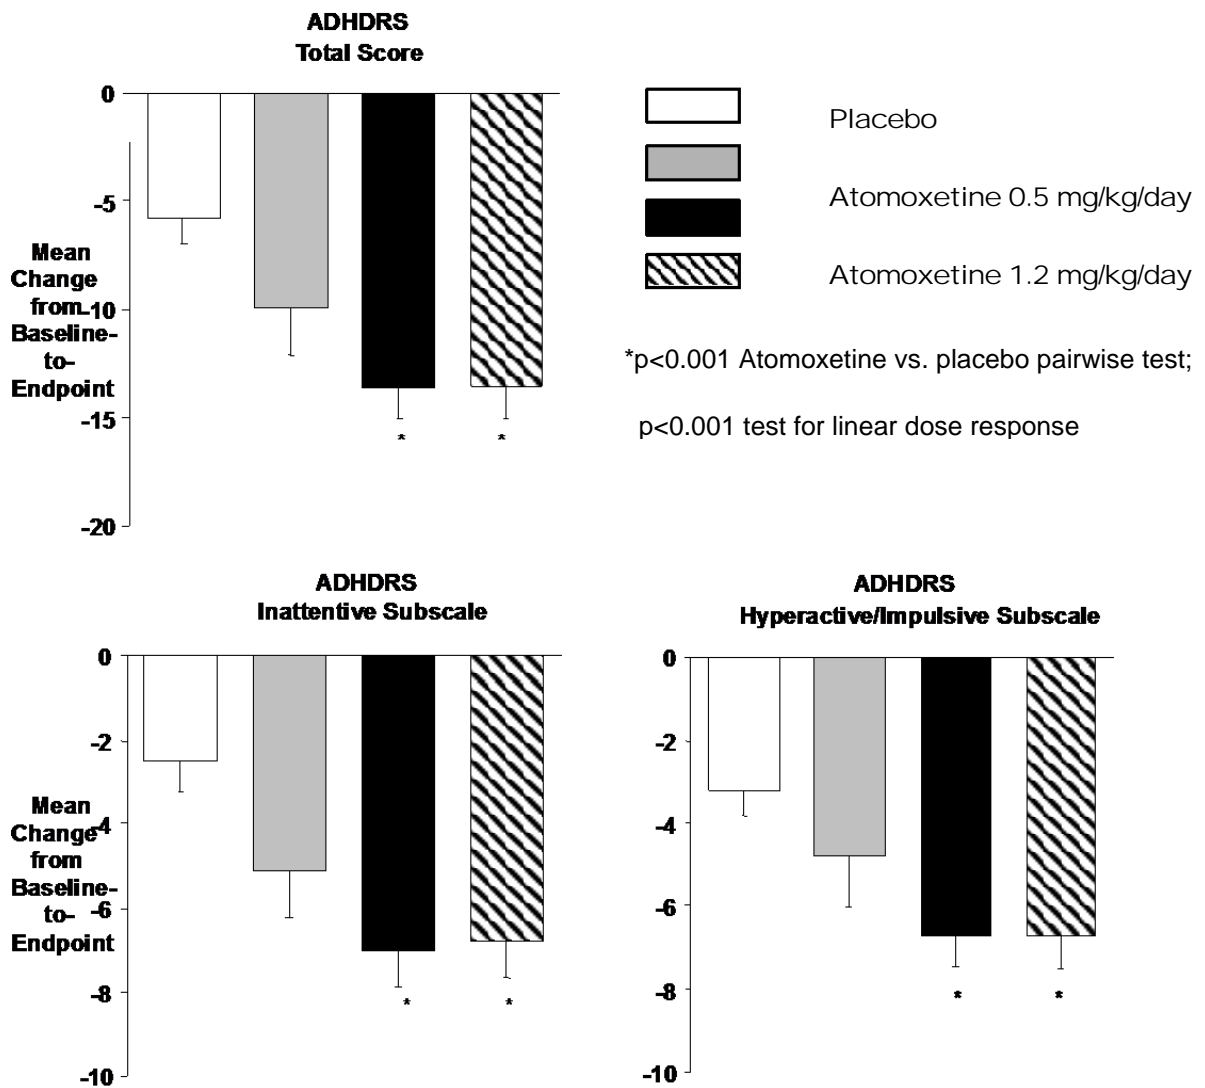 ADHDRS
Total Score
0
-5
-10
-15
-20
Mean
Change
from
Baseline-
to-
Endpoint
*
*
Placebo
Atomoxetine 0.5 mg/kg/day
Atomoxetine 1.2 mg/kg/day
*p<0.001 Atomoxetine vs. placebo pairwise test;
p<0.001 test for linear dose response
ADHDRS
Inattentive Subscale
0
-2
-4
-6
-8
-10
Mean
Change
from
Baseline-
to-
Endpoint
*
*
ADHDRS
Hyperactive/Impulsive Subscale
0
-2
-4
-6
-8
-10
*
*